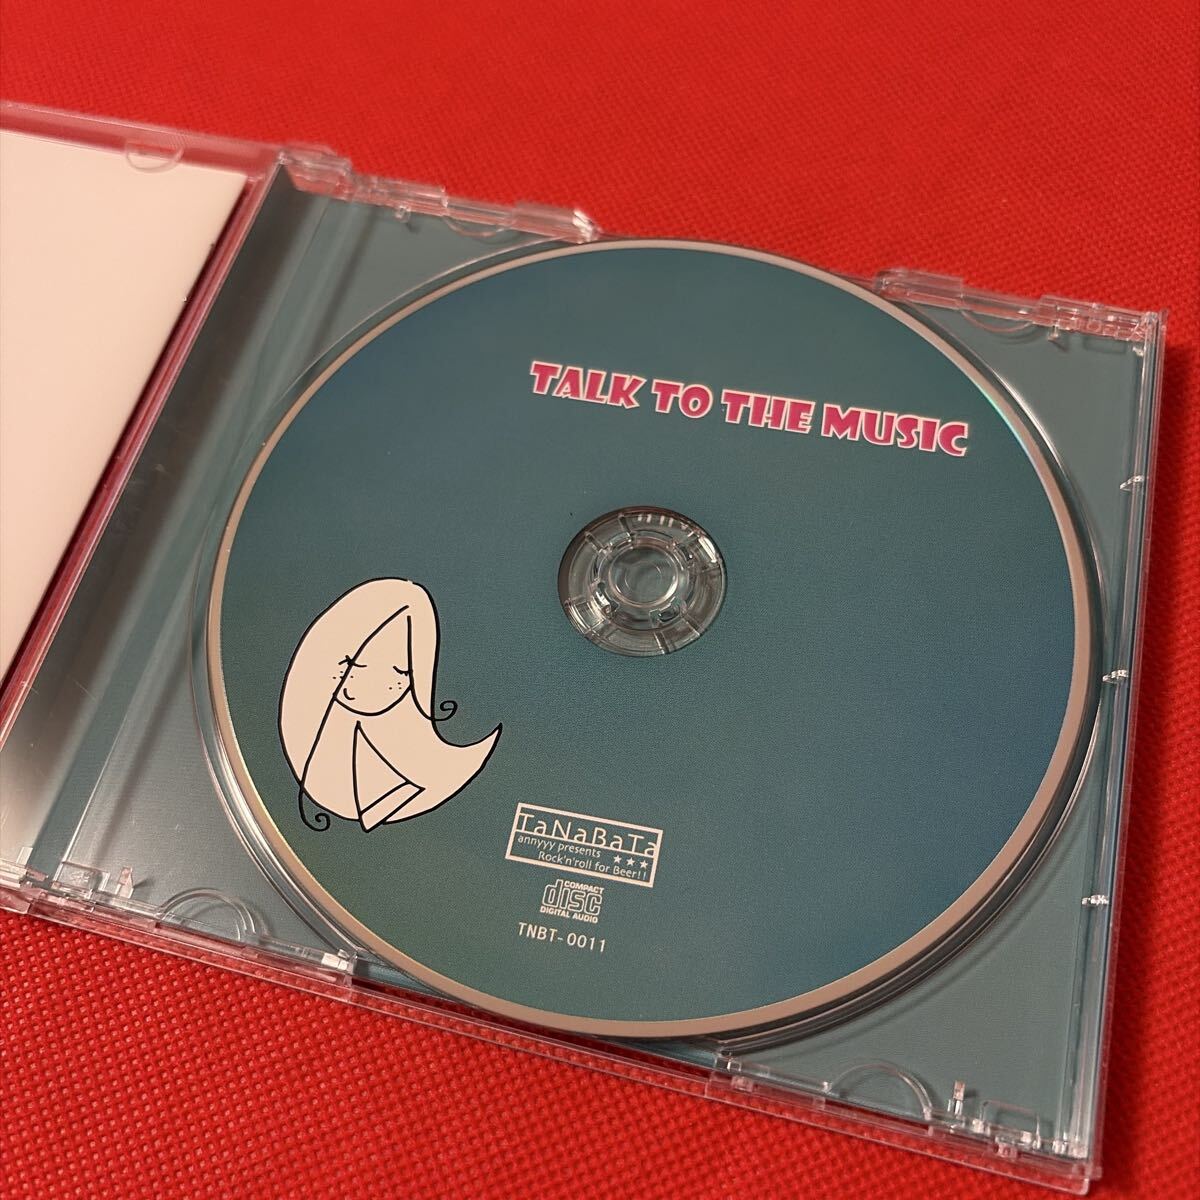 TALK TO THE MUSIC
TaNaBaTa
annyyy presents ★★★
Rock'n'roll for Beer!!
COMPACT
disc
DIGITAL AUDIO
TNBT-0011